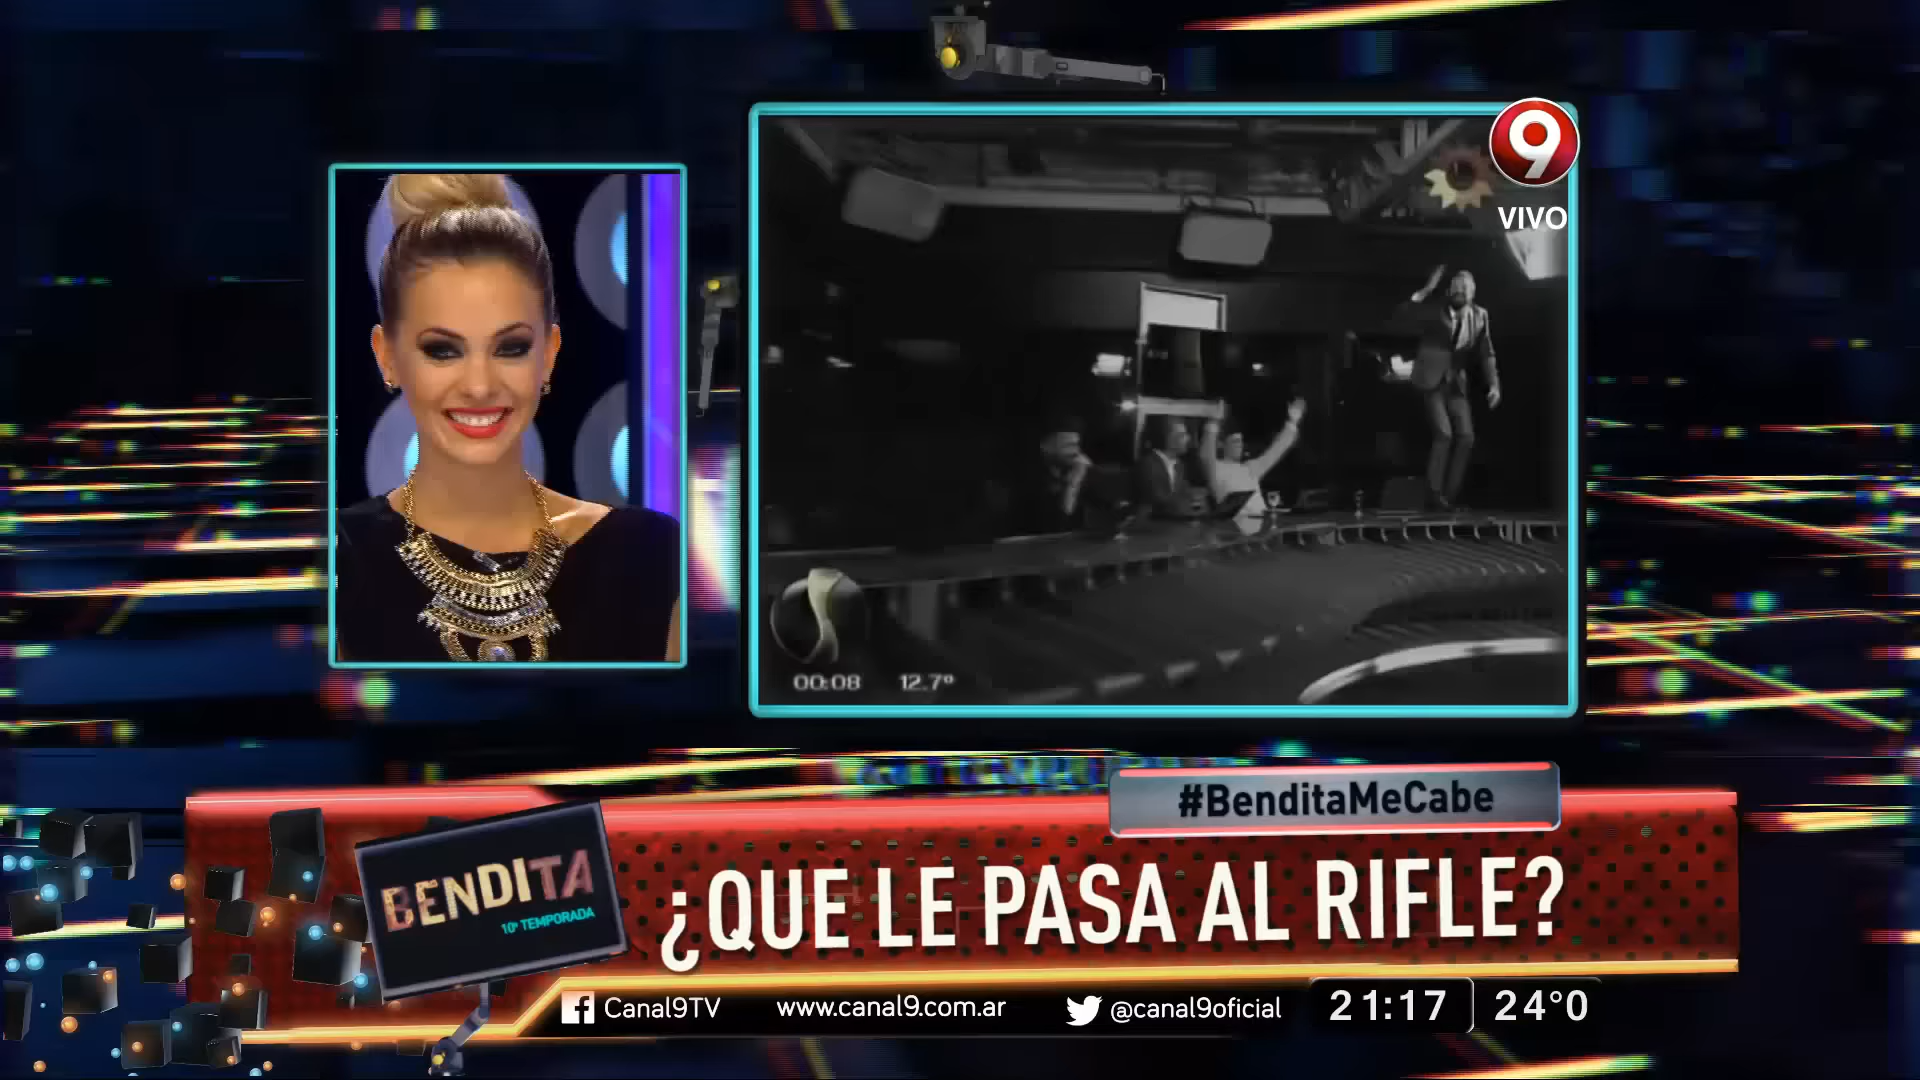 9
VIVO
00:08 12.7°
#BenditaMeCabe
BENDITA
10º TEMPORADA
¿QUE LE PASA AL RIFLE?
Canal9TV www.canal9.com.ar @canal9oficial 21:17 24°0